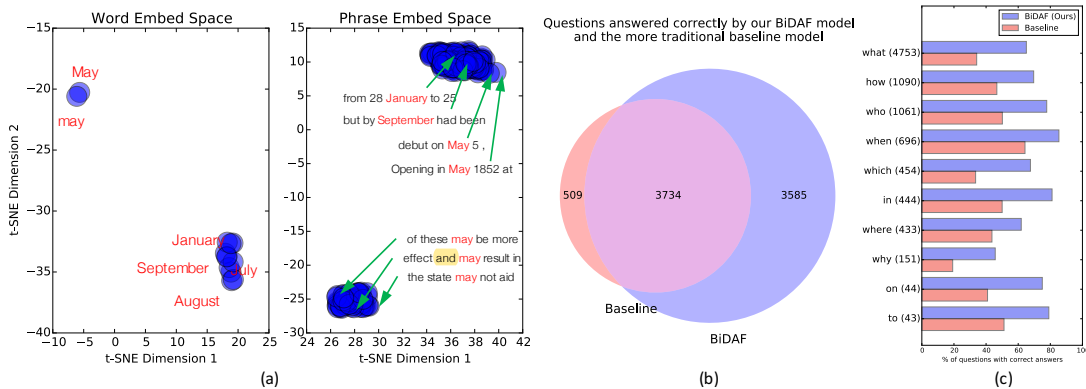 Word Embed Space
t-SNE Dimension 2
−15
−20
−25
−30
−35
−40
−10
−5
0
5
10
15
20
25
t-SNE Dimension 1
May
may
January
September
July
August
Phrase Embed Space
15
10
5
0
−5
−10
−15
−20
−25
−30
24
26
28
30
32
34
36
38
40
42
t-SNE Dimension 1
from 28 January to 25
but by September had been
debut on May 5 ,
Opening in May 1852 at
of these may be more
effect and may result in
the state may not aid
(a)
Questions answered correctly by our BiDAF model
and the more traditional baseline model
509
3734
3585
Baseline
BiDAF
(b)
BiDAF (Ours)
Baseline
what (4753)
how (1090)
who (1061)
when (696)
which (454)
in (444)
where (433)
why (151)
on (44)
to (43)
0
20
40
60
80
100
% of questions with correct answers
(c)